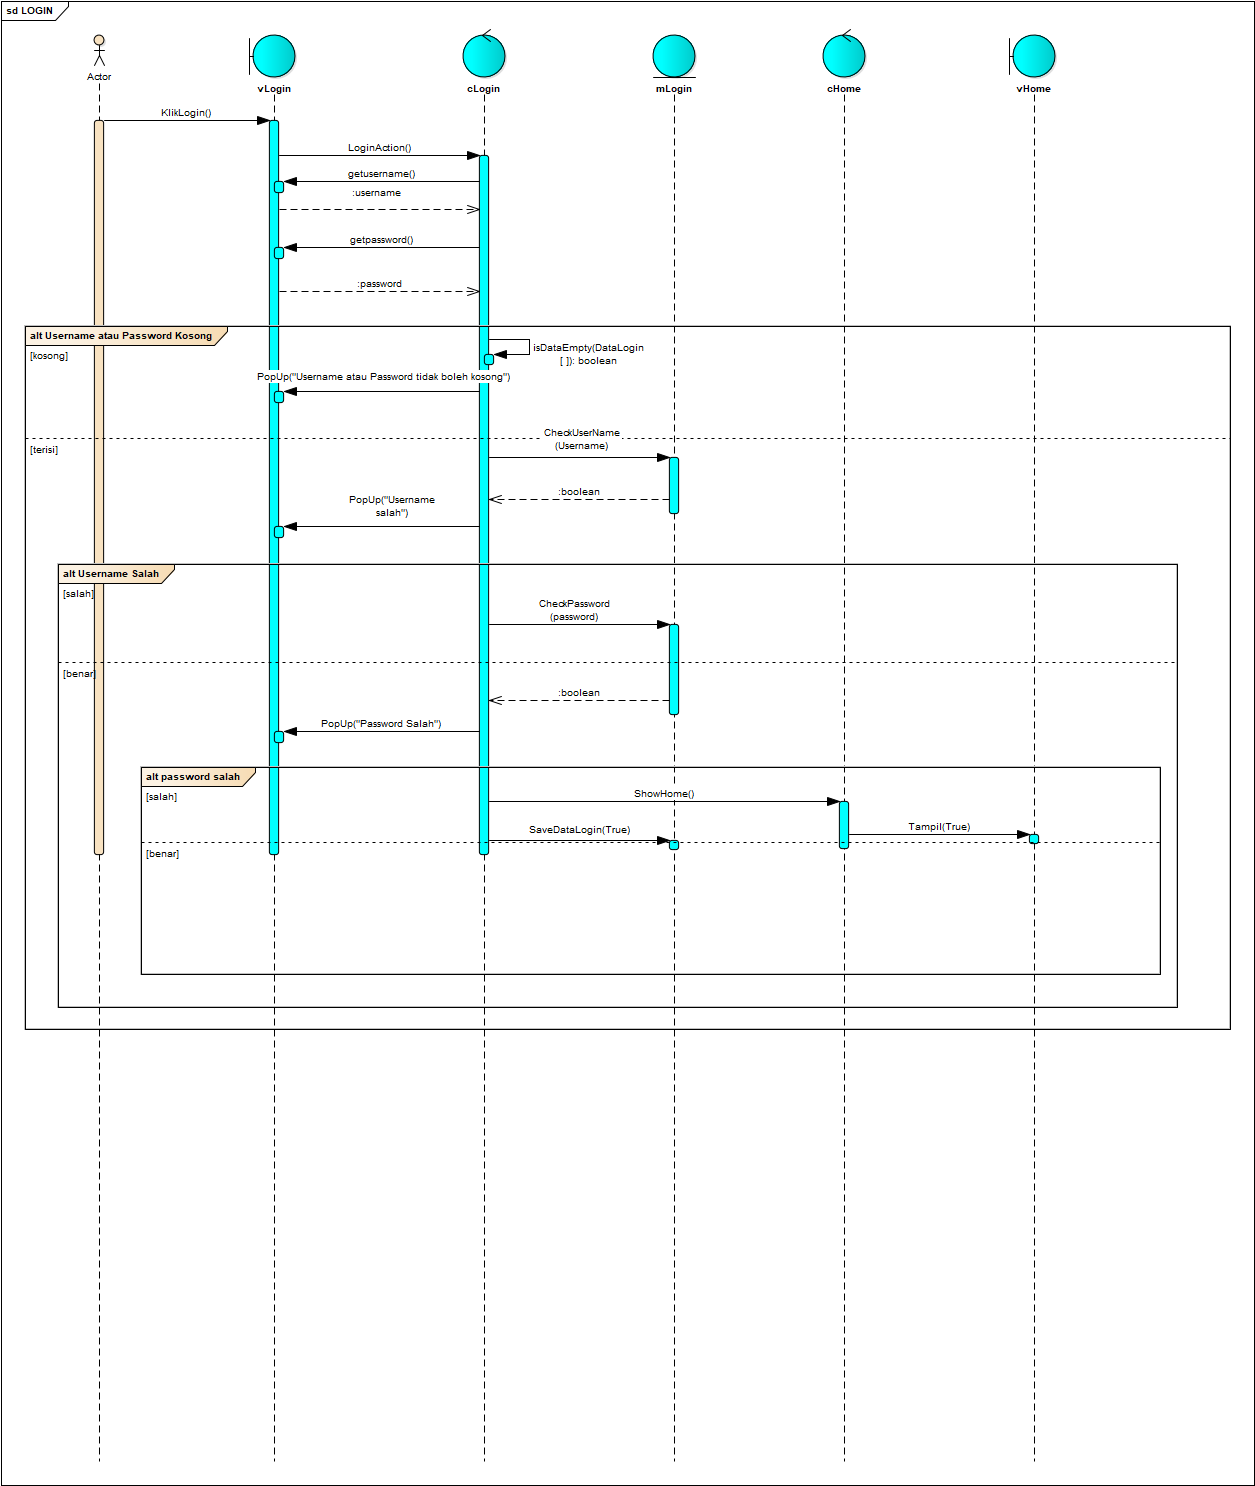 sd LOGIN
Actor
vLogin
cLogin
mLogin
cHome
vHome
KlikLogin()
LoginAction()
getusername()
:username
getpassword()
:password
alt Username atau Password Kosong
[kosong]
isDataEmpty(DataLogin
[ ]): boolean
PopUp("Username atau Password tidak boleh kosong")
[terisi]
CheckUserName
(Username)
:boolean
PopUp("Username
salah")
alt Username Salah
[salah]
CheckPassword
(password)
[benar]
:boolean
PopUp("Password Salah")
alt password salah
[salah]
ShowHome()
Tampil(True)
SaveDataLogin(True)
[benar]